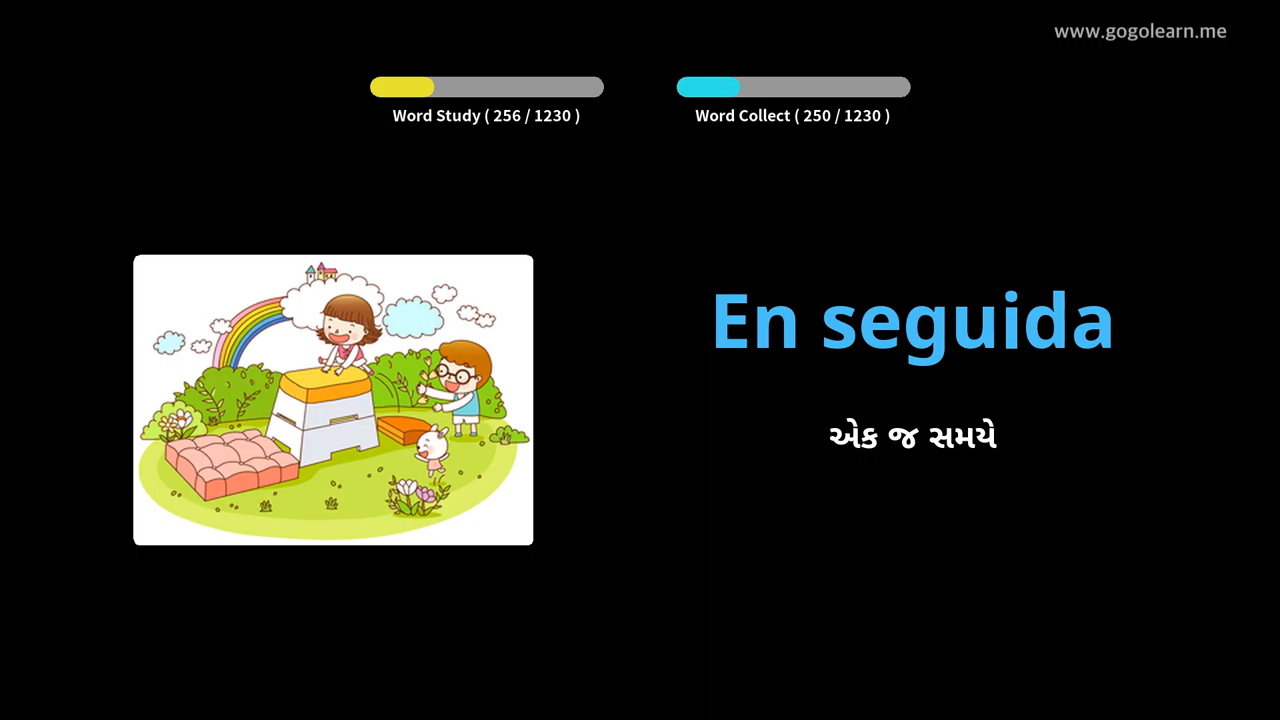 www.gogolearn.me
Word Study ( 256 / 1230 )
Word Collect ( 250 / 1230 )
En seguida
એક જ સમયે